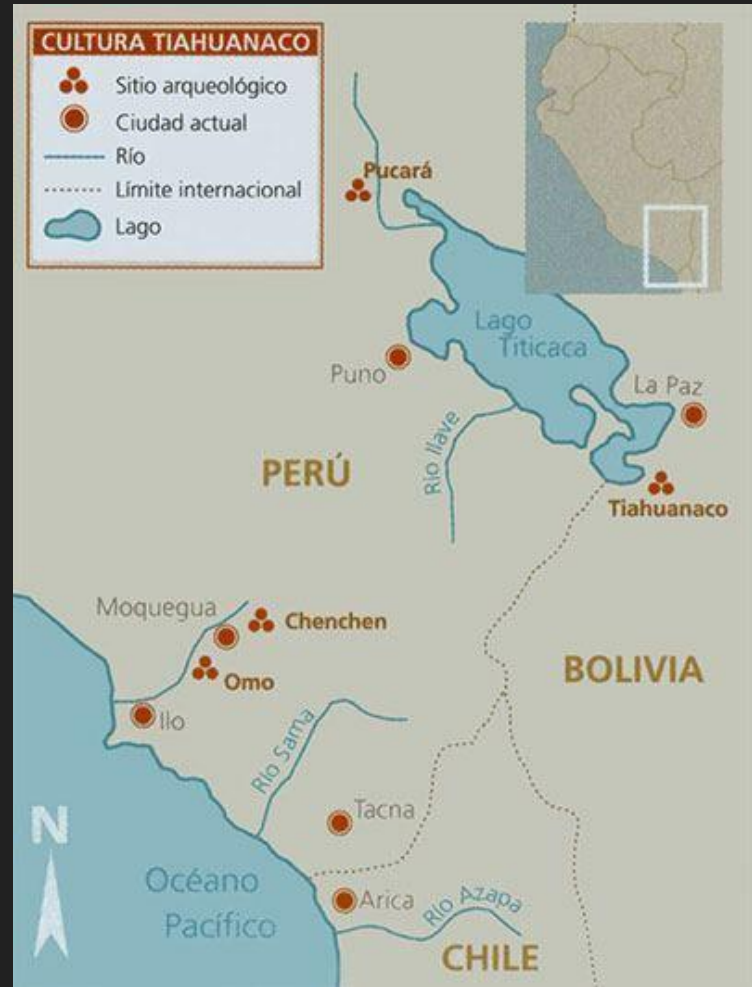 CULTURA TIAHUANACO
Sitio arqueológico
Ciudad actual
Río
Límite internacional
Lago
Pucará
Lago
Titicaca
Puno
La Paz
Río Ilave
PERÚ
Tiahuanaco
Moquegua
Chenchen
Omo
BOLIVIA
Ilo
Río Sama
Tacna
N
Océano
Pacífico
Arica
Río Azapa
CHILE